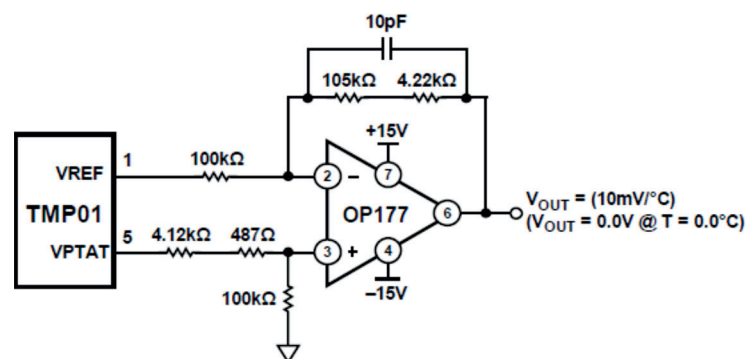 10pF
105kΩ 4.22kΩ
+15V
1
100kΩ
VREF
2
−
7
TMP01
OP177
6
VOUT = (10mV/°C)
(VOUT = 0.0V @ T = 0.0°C)
VPTAT
5
4.12kΩ 487Ω
3
+
4
−15V
100kΩ